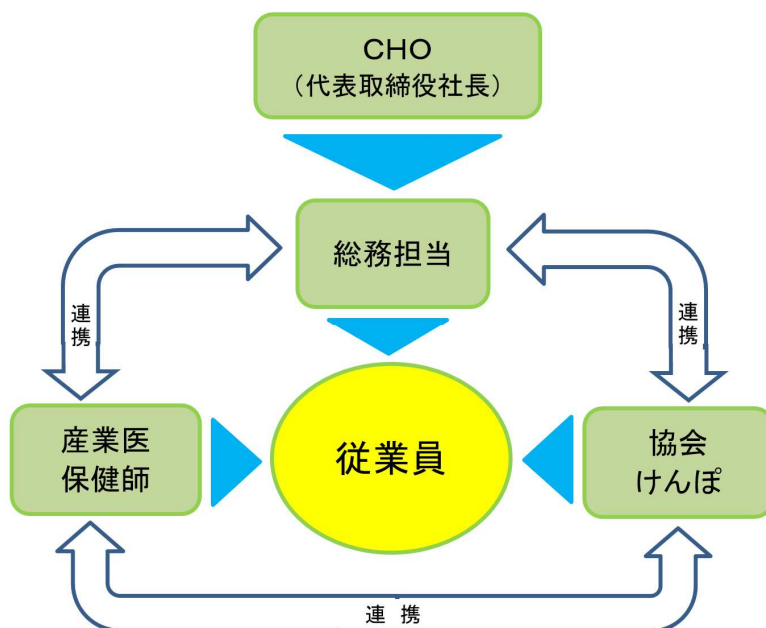 CHO
（代表取締役社長）
総務担当
連携
連携
産業医
保健師
従業員
協会
けんぽ
連 携